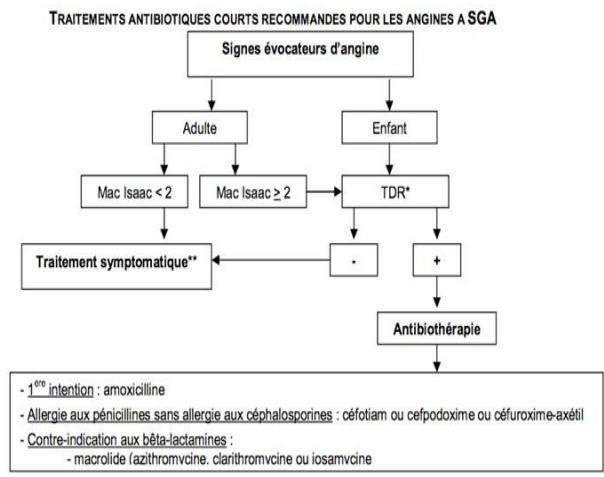 TRAITEMENTS ANTIBIOTIQUES COURTS RECOMMANDES POUR LES ANGINES A SGA
Signes évocateurs d'angine
Adulte
Enfant
Mac Isaac < 2
Mac Isaac > 2
TDR*
Traitement symptomatique**
-
+
Antibiothérapie
- 1ère intention : amoxicilline
- Allergie aux pénicillines sans allergie aux céphalosporines : céfotiam ou cefpodoxime ou céfuroxime-axétil
- Contre-indication aux bêta-lactamines :
- macrolide (azithromycine, clarithromycine ou josamycine